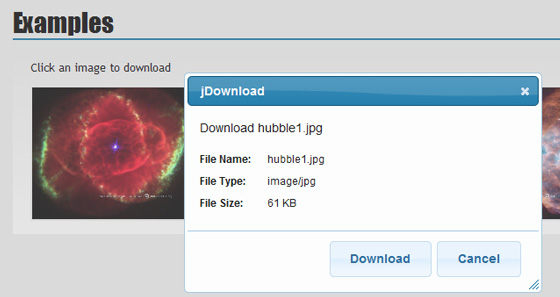 Examples
Click an image to download
jDownload
Download hubble1.jpg
File Name: hubble1.jpg
File Type: image/jpg
File Size: 61 KB
Download Cancel